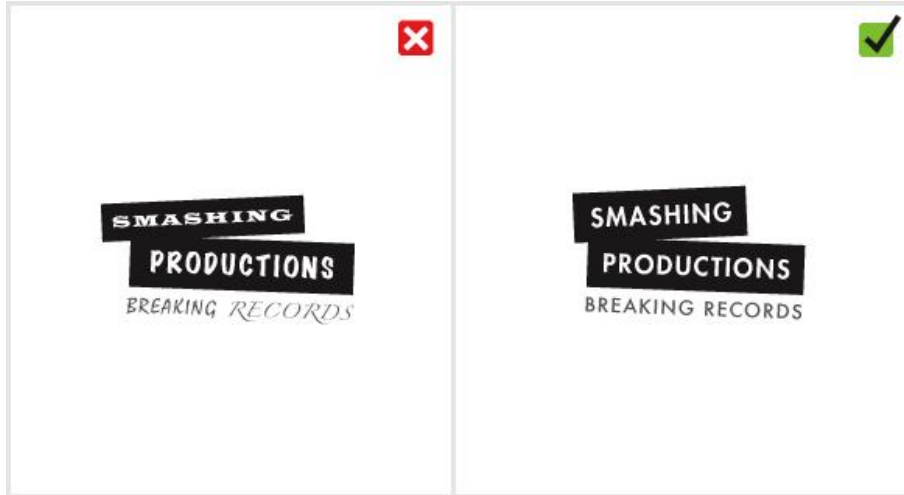 SMASHING
PRODUCTIONS
BREAKING RECORDS
SMASHING
PRODUCTIONS
BREAKING RECORDS